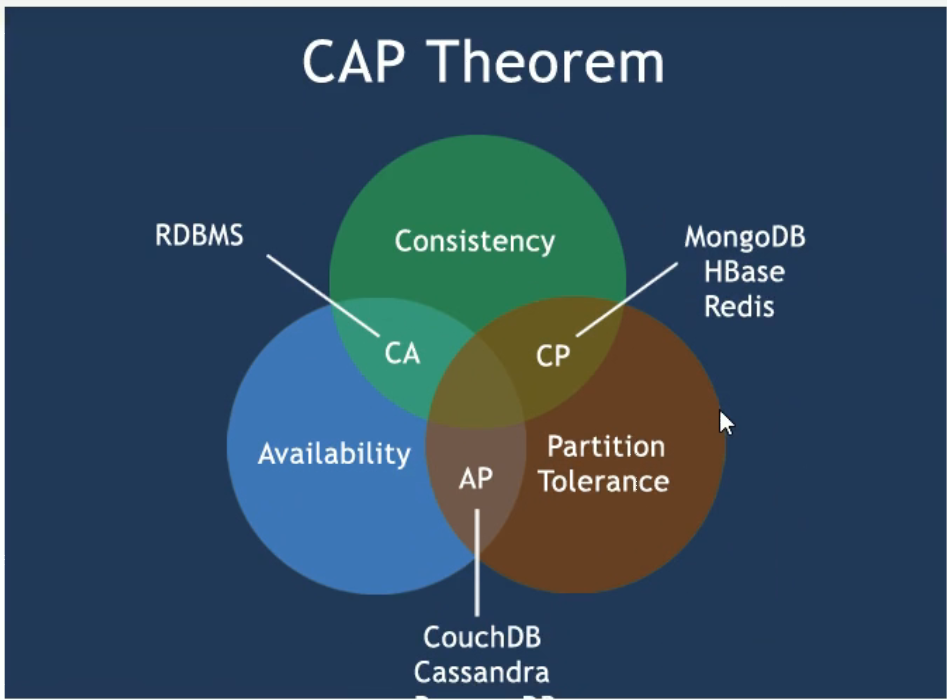 CAP Theorem
RDBMS
Consistency
MongoDB
HBase
Redis
CA
CP
Availability
Partition
Tolerance
AP
CouchDB
Cassandra